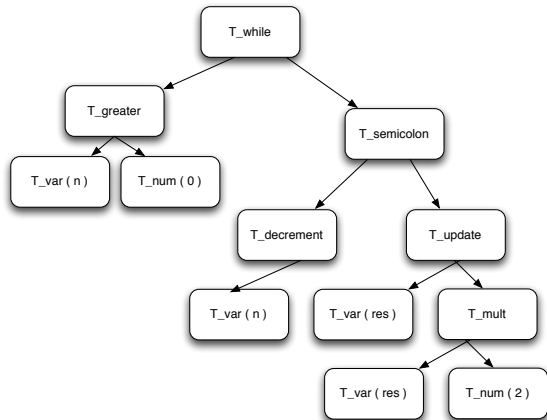 T_while
T_greater
T_semicolon
T_var ( n )
T_num ( 0 )
T_decrement
T_update
T_var ( n )
T_var ( res )
T_mult
T_var ( res )
T_num ( 2 )